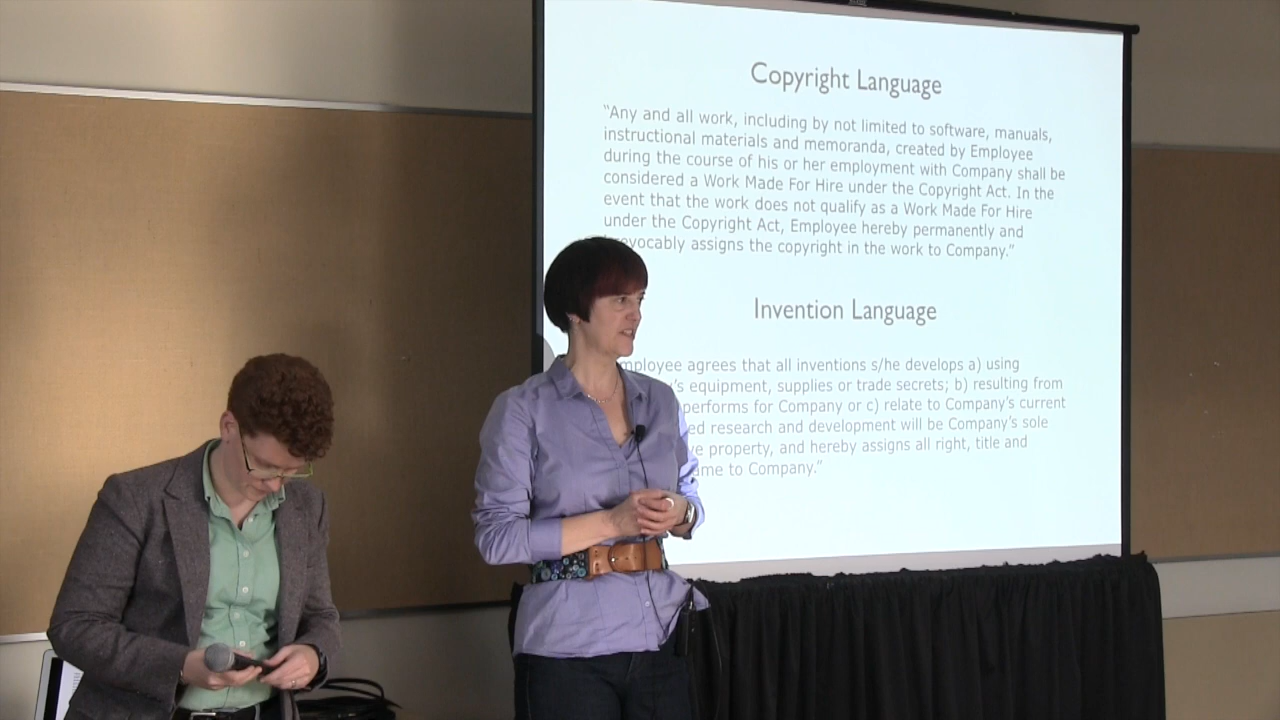 Copyright Language
“Any and all work, including by not limited to software, manuals,
instructional materials and memoranda, created by Employee
during the course of his or her employment with Company shall be
considered a Work Made For Hire under the Copyright Act. In the
event that the work does not qualify as a Work Made For Hire
under the Copyright Act, Employee hereby permanently and
irrevocably assigns the copyright in the work to Company.”
Invention Language
mployee agrees that all inventions s/he develops a) using
's equipment, supplies or trade secrets; b) resulting from
performs for Company or c) relate to Company's current
ed research and development will be Company's sole
ve property, and hereby assigns all right, title and
ame to Company.”